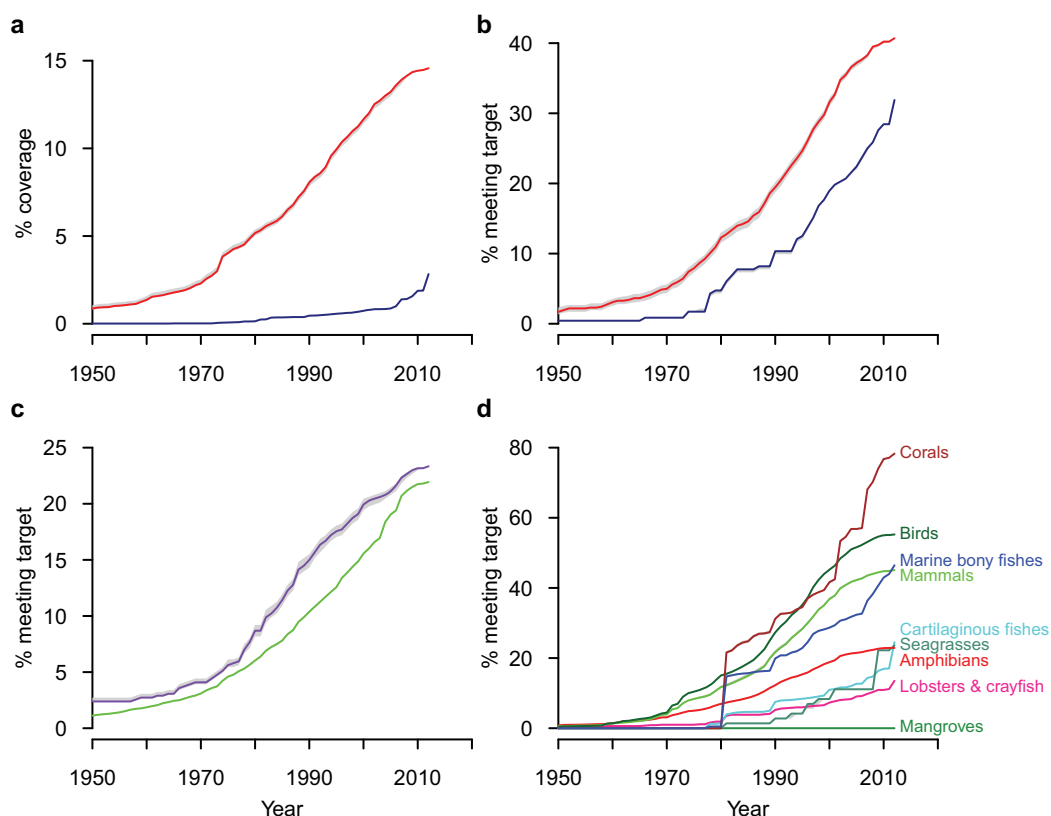 a
% coverage
15
10
5
0
1950 1970 1990 2010
b
% meeting target
40
30
20
10
0
1950 1970 1990 2010
c
% meeting target
25
20
15
10
5
0
1950 1970 1990 2010
Year
d
% meeting target
80
60
40
20
0
1950 1970 1990 2010
Year
Corals
Birds
Marine bony fishes
Mammals
Cartilaginous fishes
Seagrasses
Amphibians
Lobsters & crayfish
Mangroves